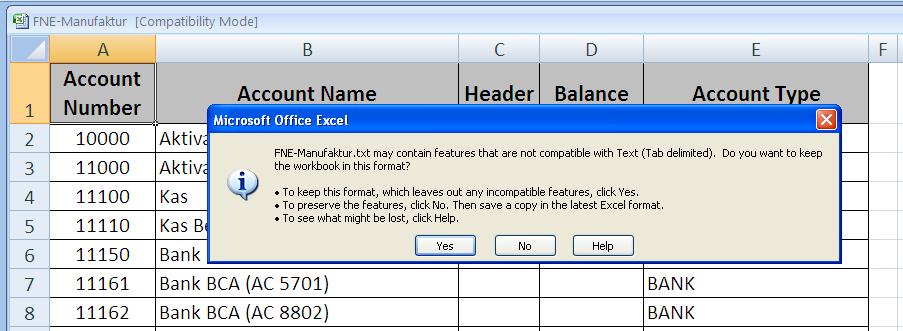 FNE-Manufaktur [Compatibility Mode]
A B C D E F
1 Account Number Account Name Header Balance Account Type
Microsoft Office Excel
FNE-Manufaktur.txt may contain features that are not compatible with Text (Tab delimited). Do you want to keep
the workbook in this format?
• To keep this format, which leaves out any incompatible features, click Yes.
• To preserve the features, click No. Then save a copy in the latest Excel format.
• To see what might be lost, click Help.
Yes No Help
2 10000 Aktiva
3 11000 Aktiva
4 11100 Kas
5 11110 Kas Be
6 11150 Bank
7 11161 Bank BCA (AC 5701) BANK
8 11162 Bank BCA (AC 8802) BANK